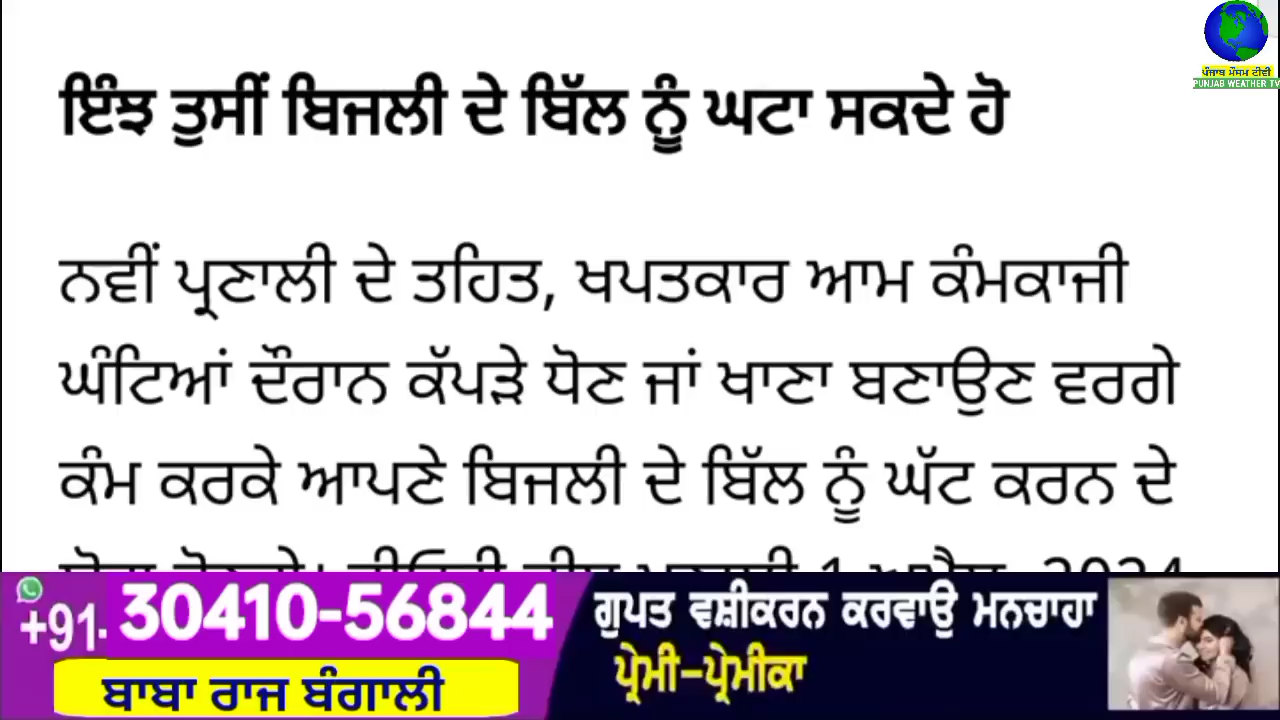 ਪੰਜਾਬ ਮੌਸਮ ਟੀਵੀ
PUNJAB WEATHER TV
ਇੰਝ ਤੁਸੀਂ ਬਿਜਲੀ ਦੇ ਬਿੱਲ ਨੂੰ ਘਟਾ ਸਕਦੇ ਹੋ
ਨਵੀਂ ਪ੍ਰਣਾਲੀ ਦੇ ਤਹਿਤ, ਖਪਤਕਾਰ ਆਮ ਕੰਮਕਾਜੀ
ਘੰਟਿਆਂ ਦੌਰਾਨ ਕੱਪੜੇ ਧੋਣ ਜਾਂ ਖਾਣਾ ਬਣਾਉਣ ਵਰਗੇ
ਕੰਮ ਕਰਕੇ ਆਪਣੇ ਬਿਜਲੀ ਦੇ ਬਿੱਲ ਨੂੰ ਘੱਟ ਕਰਨ ਦੇ
+91- 30410-56844
ਬਾਬਾ ਰਾਜ ਬੰਗਾਲੀ
ਗੁਪਤ ਵਸ਼ੀਕਰਨ ਕਰਵਾਉ ਮਨਚਾਹਾ
ਪ੍ਰੇਮੀ-ਪ੍ਰੇਮੀਕਾ